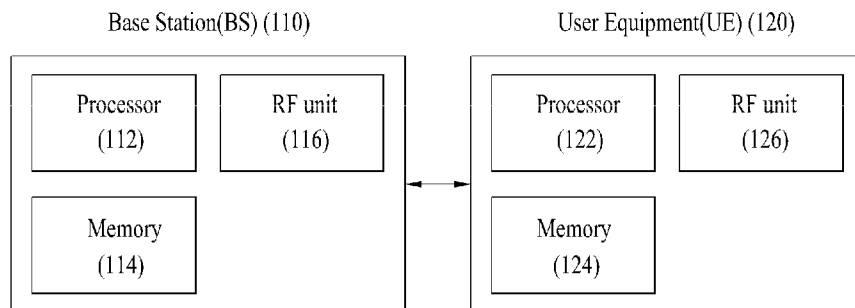 Base Station(BS) (110)
User Equipment(UE) (120)
Processor
(112)
RF unit
(116)
Processor
(122)
RF unit
(126)
Memory
(114)
Memory
(124)